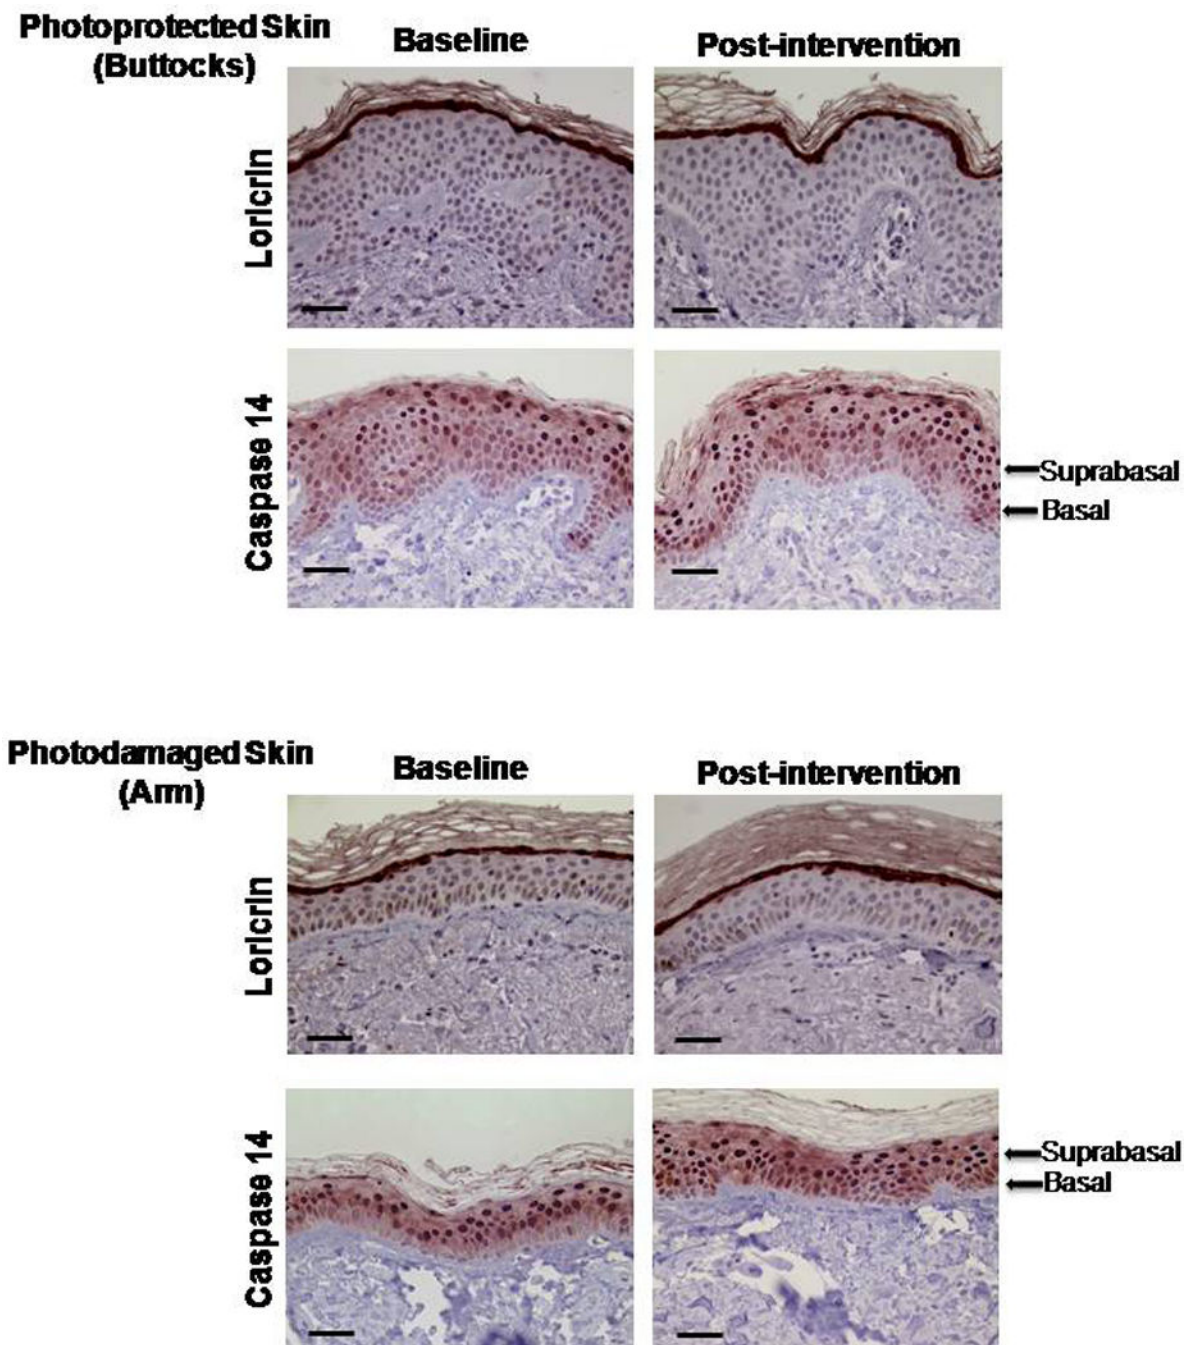 Photoprotected Skin
(Buttocks)
Baseline
Post-intervention
Loricrin
Caspase 14
Suprabasal
Basal
Photodamaged Skin
(Arm)
Baseline
Post-intervention
Loricrin
Caspase 14
Suprabasal
Basal